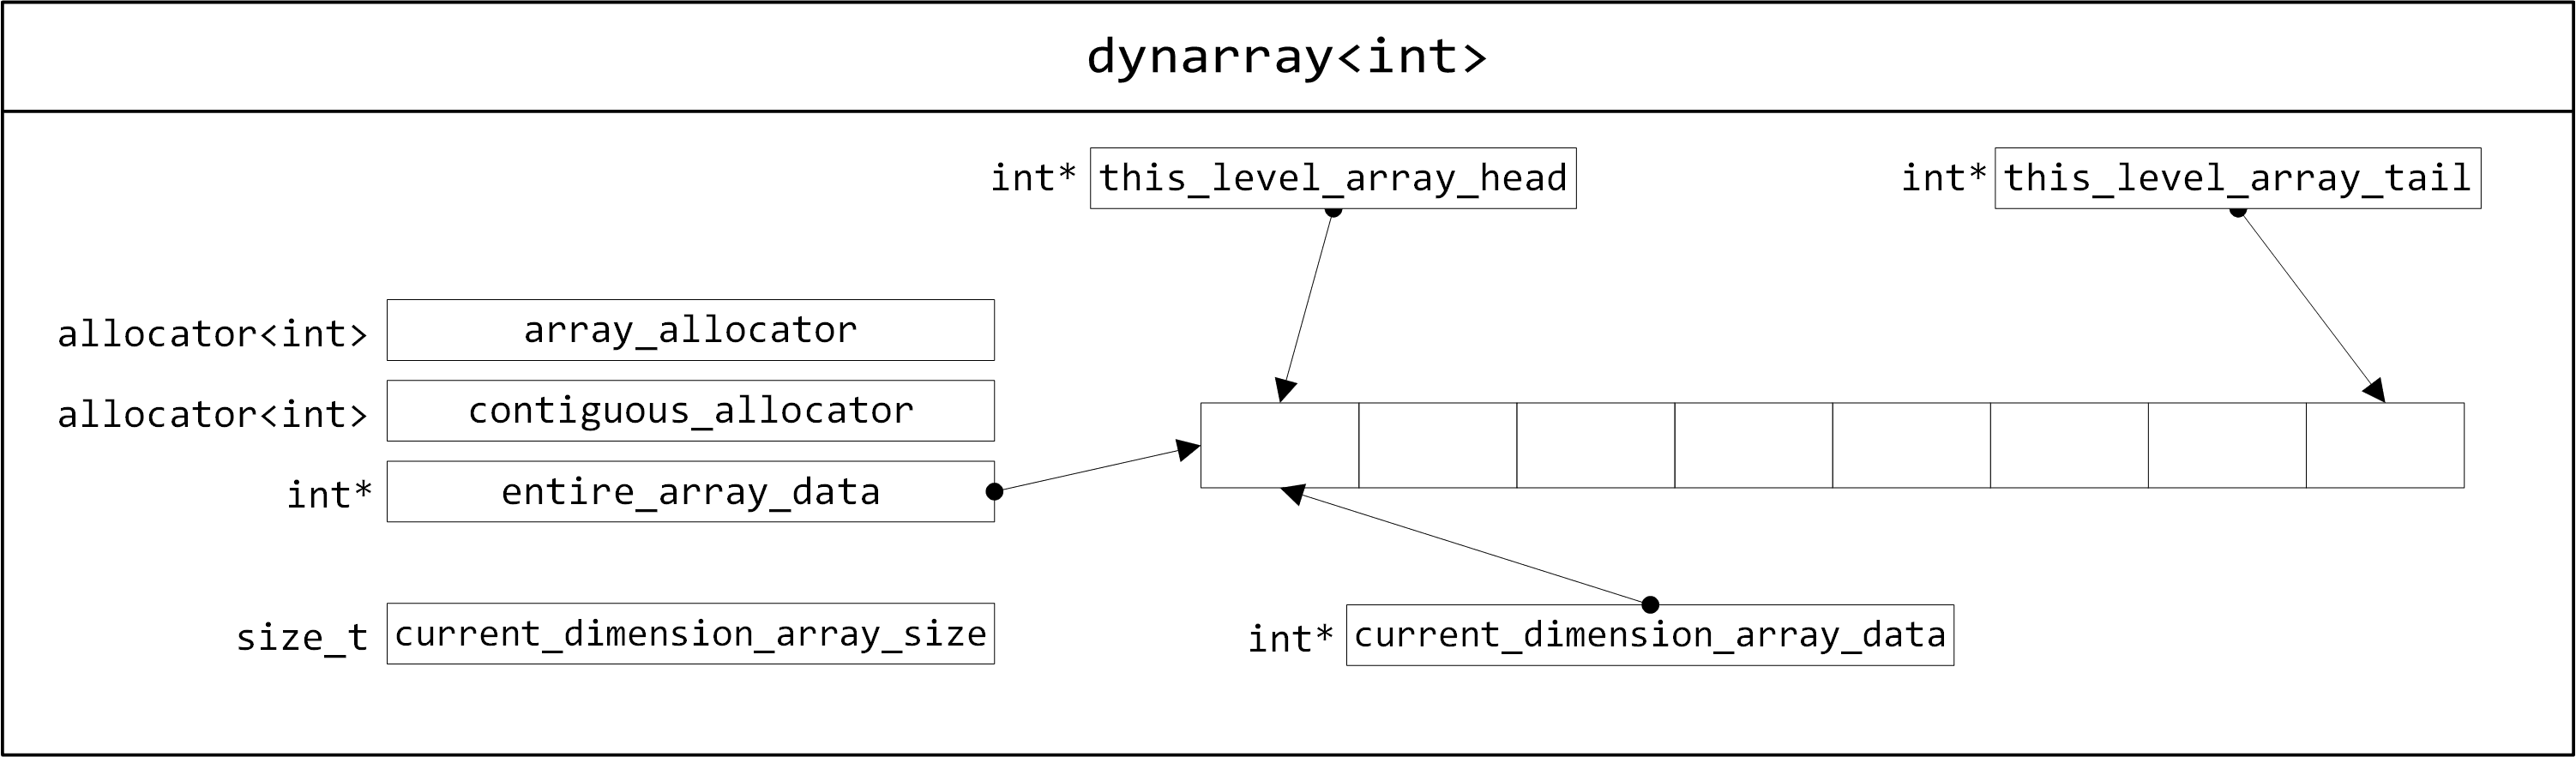 dynarray<int>
int* this_level_array_head
int* this_level_array_tail
allocator<int> array_allocator
allocator<int> contiguous_allocator
int* entire_array_data
size_t current_dimension_array_size
int* current_dimension_array_data